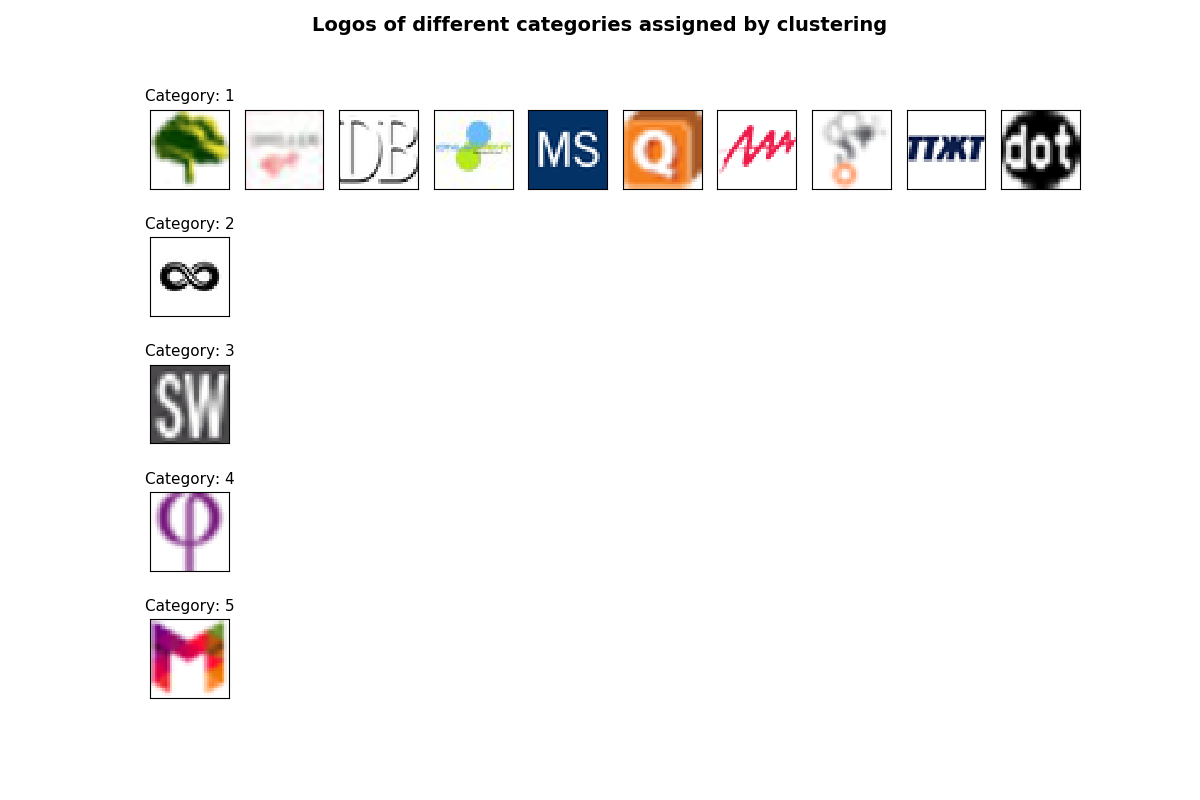 Logos of different categories assigned by clustering
Category: 1
DB
MS
Q
ТТЖТ
dot
Category: 2
Category: 3
SW
Category: 4
φ
Category: 5
M